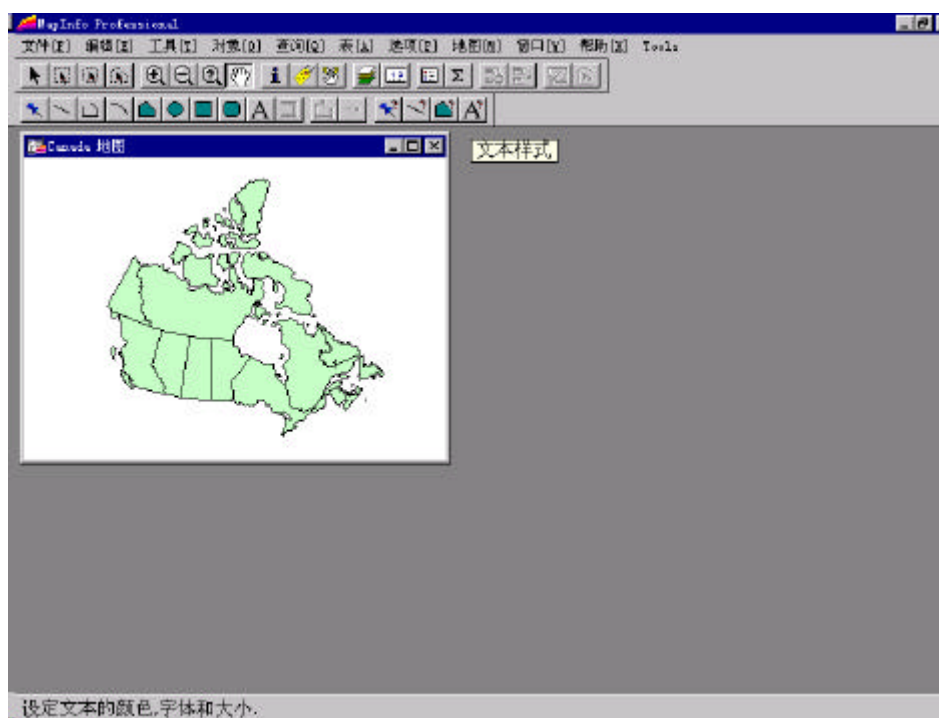 MapInfo Professional
文件[F] 编辑[E] 工具[T] 对象[O] 查询[Q] 表[A] 选项[P] 地图[M] 窗口[W] 帮助[H] Tools
Canada 地图
文本样式
设定文本的颜色,字体和大小.